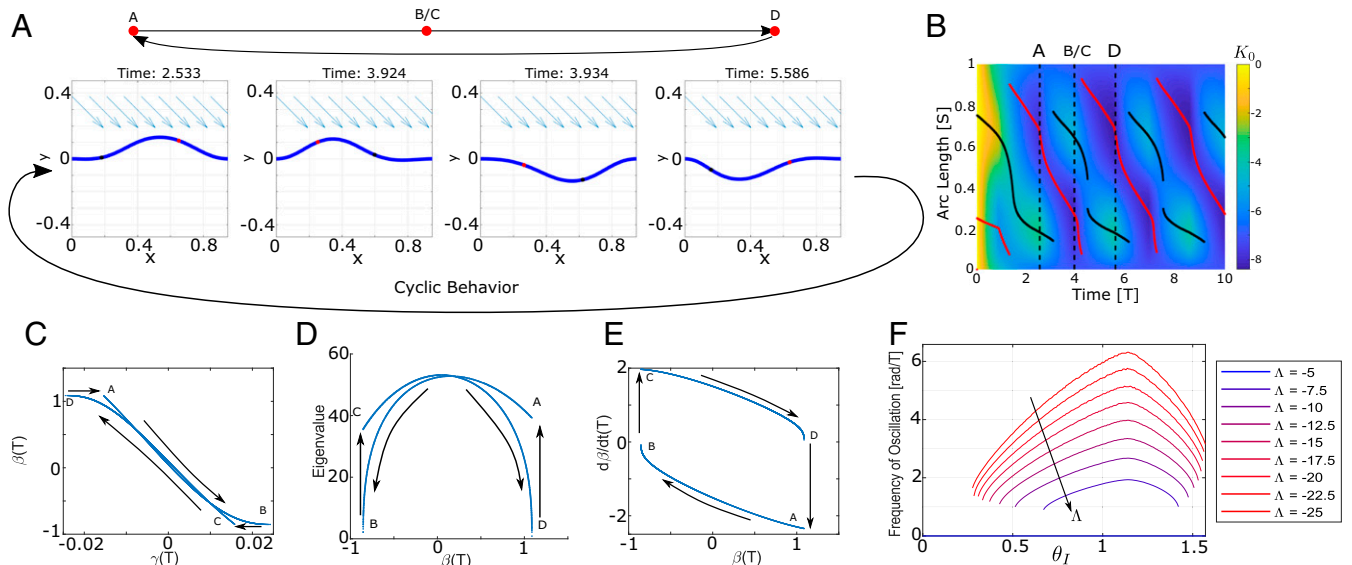 A
A
B/C
D
Time: 2.533
Time: 3.924
Time: 3.934
Time: 5.586
0.4
0
-0.4
y
0
0.4
0.8
x
0.4
0
-0.4
y
0
0.4
0.8
x
0.4
0
-0.4
y
0
0.4
0.8
x
0.4
0
-0.4
y
0
0.4
0.8
x
Cyclic Behavior
B
A
B/C
D
K₀
1
0.8
0.6
0.4
0.2
0
Arc Length [S]
0
2
4
6
8
10
Time [T]
0
-2
-4
-6
-8
C
1
0
-1
β(T)
-0.02
0
0.02
γ(T)
A
D
B
C
D
60
50
40
30
20
10
0
Eigenvalue
-1
0
1
β(T)
C
A
B
D
E
2
0
-2
dβ/dt(T)
-1
0
1
β(T)
C
D
B
A
F
6
4
2
0
Frequency of Oscillation [rad/T]
0
0.5
1
1.5
θ_I
Λ
Λ = -5
Λ = -7.5
Λ = -10
Λ = -12.5
Λ = -15
Λ = -17.5
Λ = -20
Λ = -22.5
Λ = -25